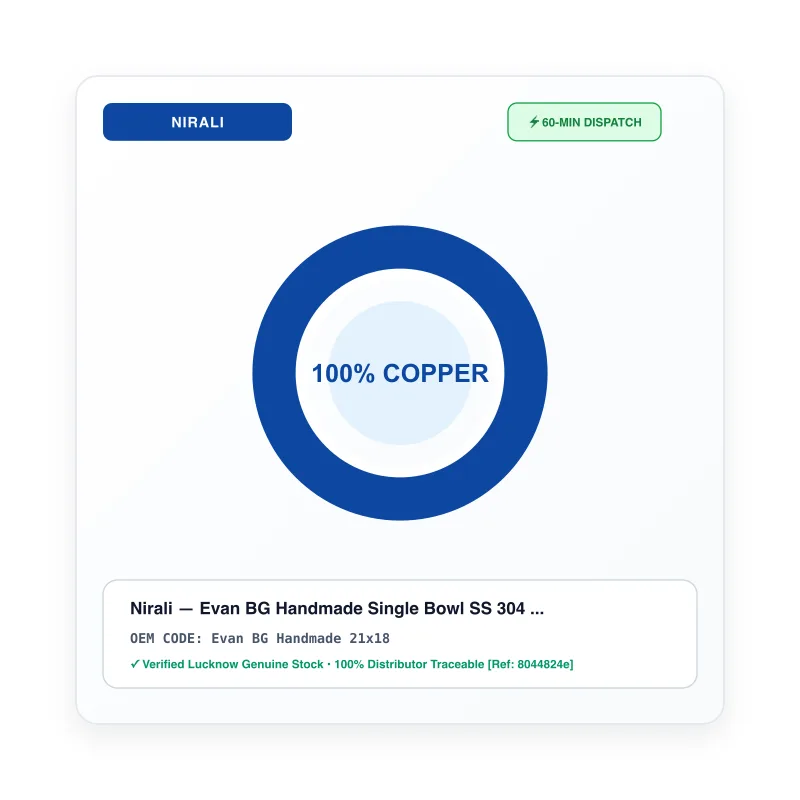 NIRALI
⚡ 60-MIN DISPATCH
100% COPPER
Nirali — Evan BG Handmade Single Bowl SS 304 ...
OEM CODE: Evan BG Handmade 21x18
✓ Verified Lucknow Genuine Stock · 100% Distributor Traceable [Ref: 8044824e]